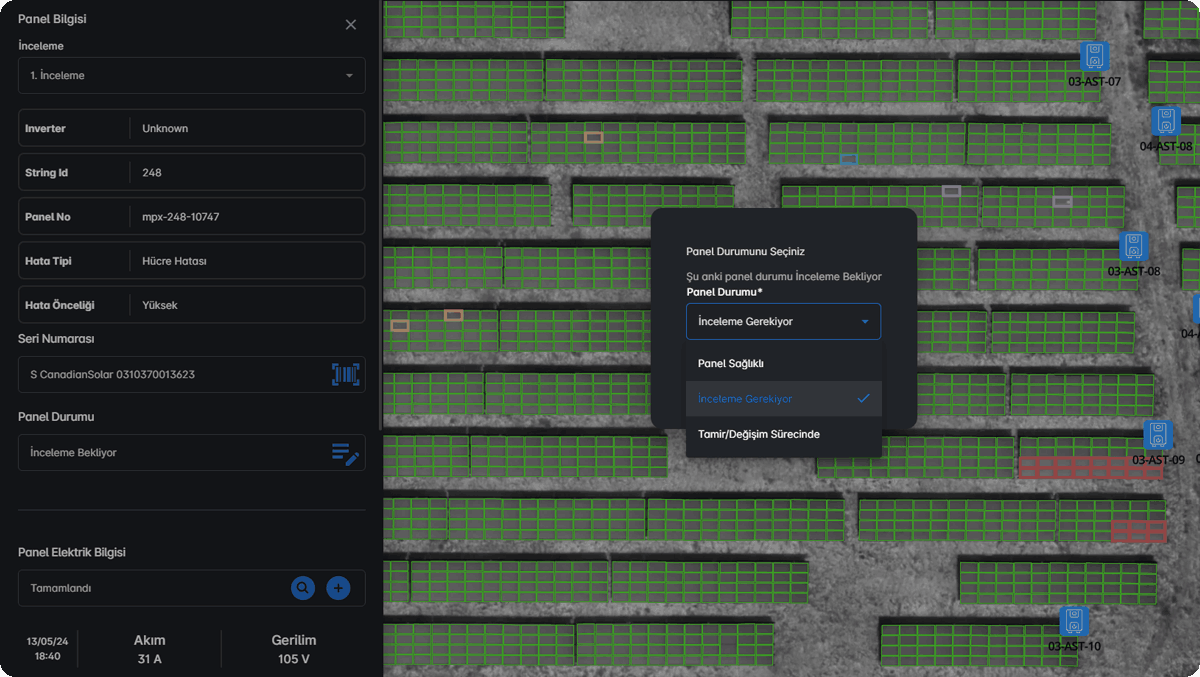 Panel Bilgisi
İnceleme
1. İnceleme
Inverter Unknown
String Id 248
Panel No mpx-248-10747
Hata Tipi Hücre Hatası
Hata Önceliği Yüksek
Seri Numarası
S CanadianSolar 0310370013623
Panel Durumu
İnceleme Bekliyor
Panel Elektrik Bilgisi
Tamamlandı
13/05/24
18:40
Akım
31 A
Gerilim
105 V
03-AST-07
04-AST-08
03-AST-08
Panel Durumunu Seçiniz
Şu anki panel durumu İnceleme Bekliyor
Panel Durumu*
İnceleme Gerekiyor
Panel Sağlıklı
İnceleme Gerekiyor
Tamir/Değişim Sürecinde
03-AST-09
03-AST-10